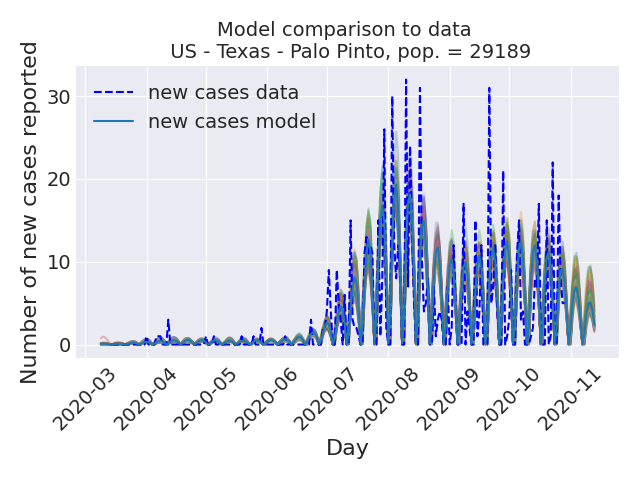 Model comparison to data
US - Texas - Palo Pinto, pop. = 29189
Number of new cases reported
30
20
10
0
new cases data
new cases model
2020-03
2020-04
2020-05
2020-06
2020-07
2020-08
2020-09
2020-10
2020-11
Day